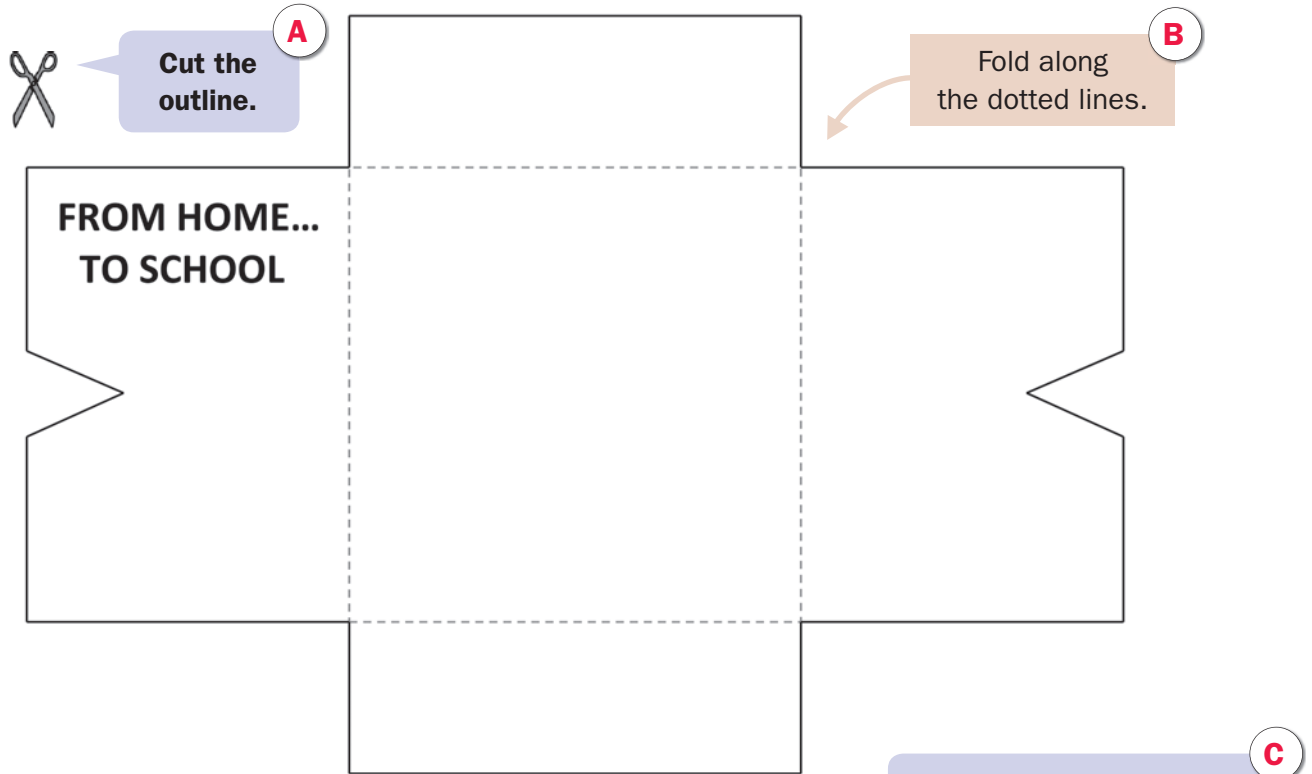 A
Cut the
outline.
B
Fold along
the dotted lines.
FROM HOME...
TO SCHOOL
C